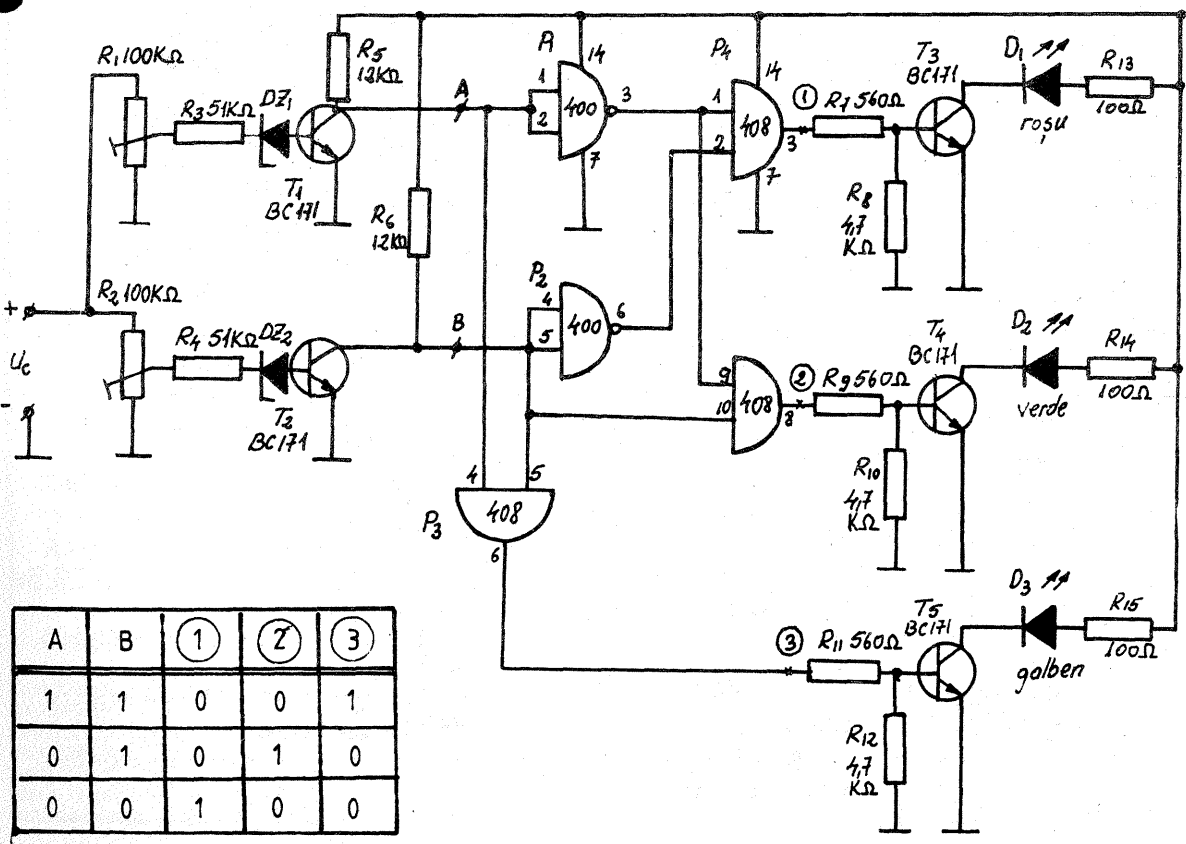 R1 100KΩ
R3 51KΩ
DZ1
T1
BC171
R5
12KΩ
R6
12KΩ
A
P1
14
1
2
400
3
7
P4
14
1
2
408
3
7
①
R7 560Ω
R8
4,7
KΩ
T3
BC171
D1
roșu
R13
100Ω
+
Uc
-
R2 100KΩ
R4 51KΩ
DZ2
T2
BC171
B
P2
4
5
400
6
9
10
408
8
②
R9 560Ω
R10
4,7
KΩ
T4
BC171
D2
verde
R14
100Ω
4
5
P3
408
6
③
R11 560Ω
R12
4,7
KΩ
T5
BC171
D3
galben
R15
100Ω
A B ① ② ③
1 1 0 0 1
0 1 0 1 0
0 0 1 0 0